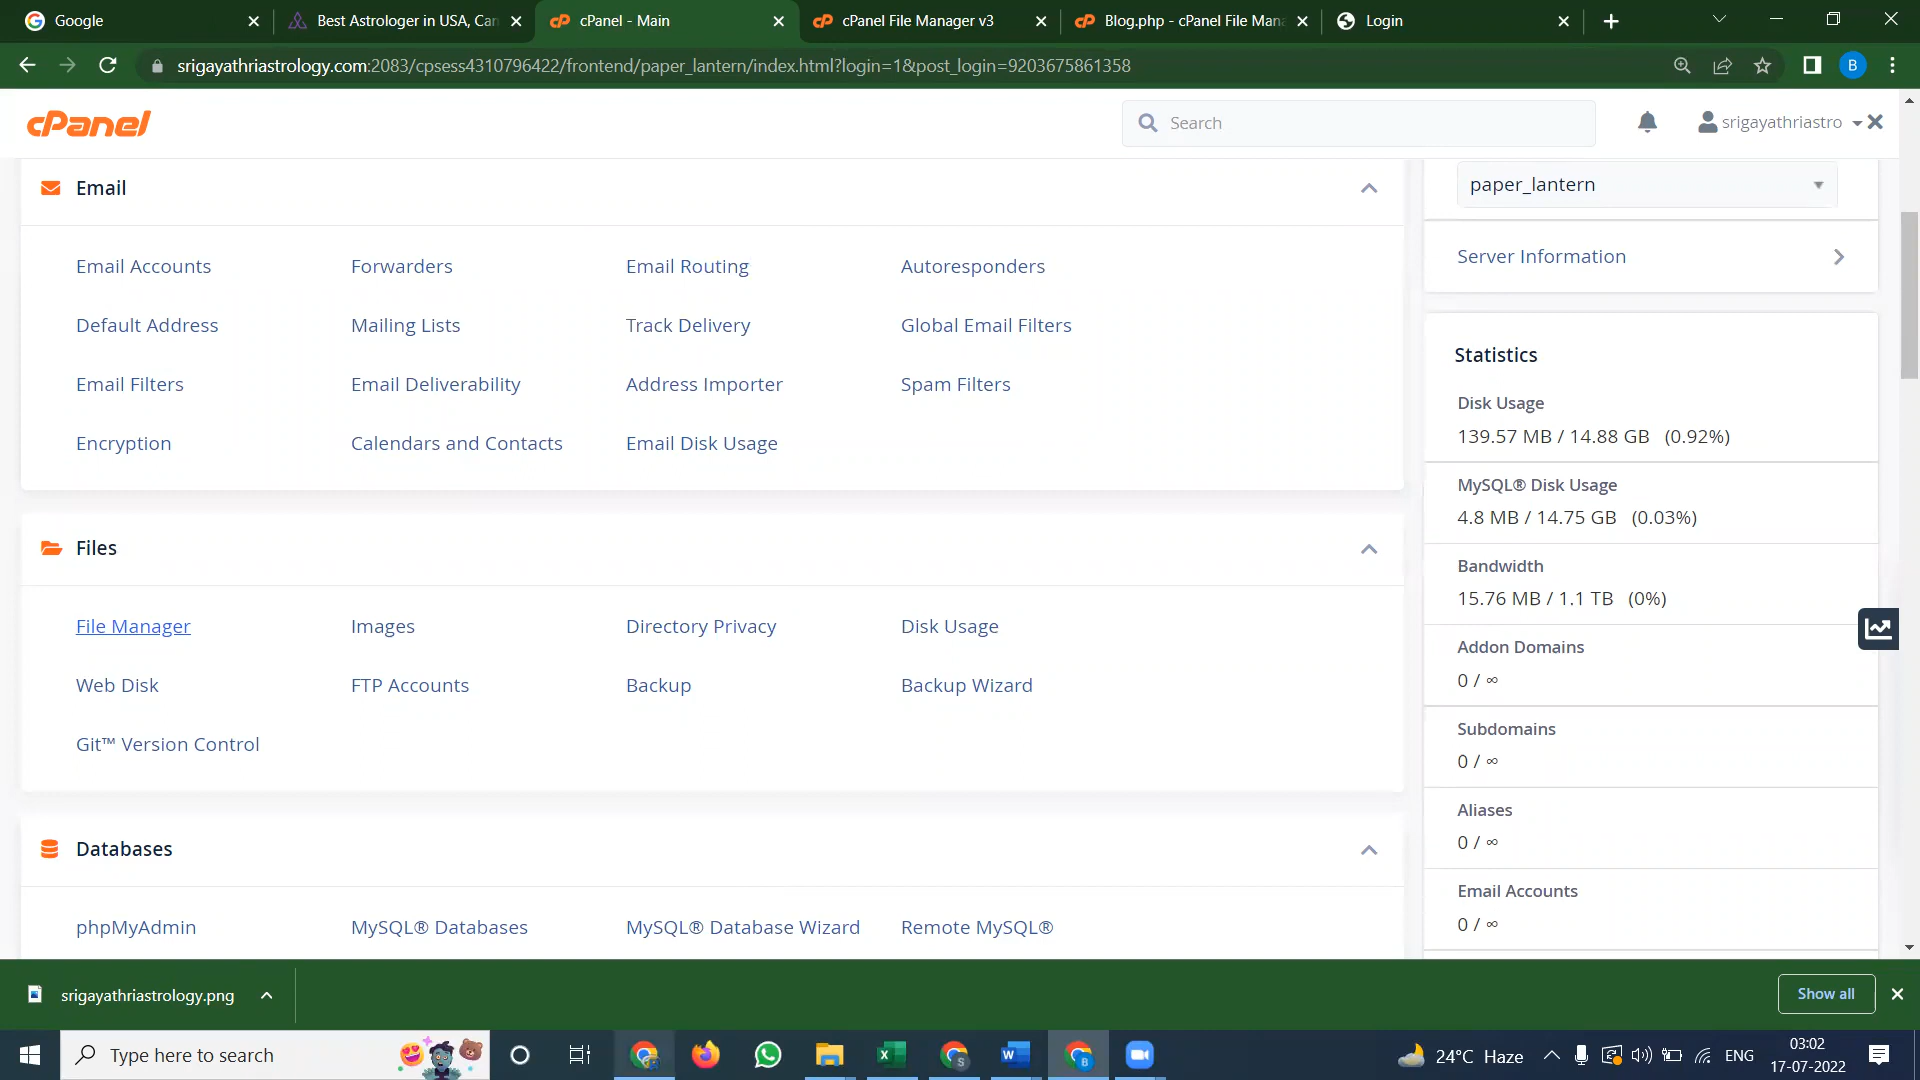 Google
Best Astrologer in USA, Can
cPanel - Main
cPanel File Manager v3
Blog.php - cPanel File Mana
Login
srigayathriastrology.com:2083/cpsess4310796422/frontend/paper_lantern/index.html?login=1&post_login=9203675861358
B
cPanel
Search
srigayathriastro
Email
Email Accounts
Forwarders
Email Routing
Autoresponders
Default Address
Mailing Lists
Track Delivery
Global Email Filters
Email Filters
Email Deliverability
Address Importer
Spam Filters
Encryption
Calendars and Contacts
Email Disk Usage
Files
File Manager
Images
Directory Privacy
Disk Usage
Web Disk
FTP Accounts
Backup
Backup Wizard
Git™ Version Control
Databases
phpMyAdmin
MySQL® Databases
MySQL® Database Wizard
Remote MySQL®
paper_lantern
Server Information
Statistics
Disk Usage
139.57 MB / 14.88 GB (0.92%)
MySQL® Disk Usage
4.8 MB / 14.75 GB (0.03%)
Bandwidth
15.76 MB / 1.1 TB (0%)
Addon Domains
0 / ∞
Subdomains
0 / ∞
Aliases
0 / ∞
Email Accounts
0 / ∞
srigayathriastrology.png
Show all
Type here to search
24°C Haze
ENG
03:02
17-07-2022